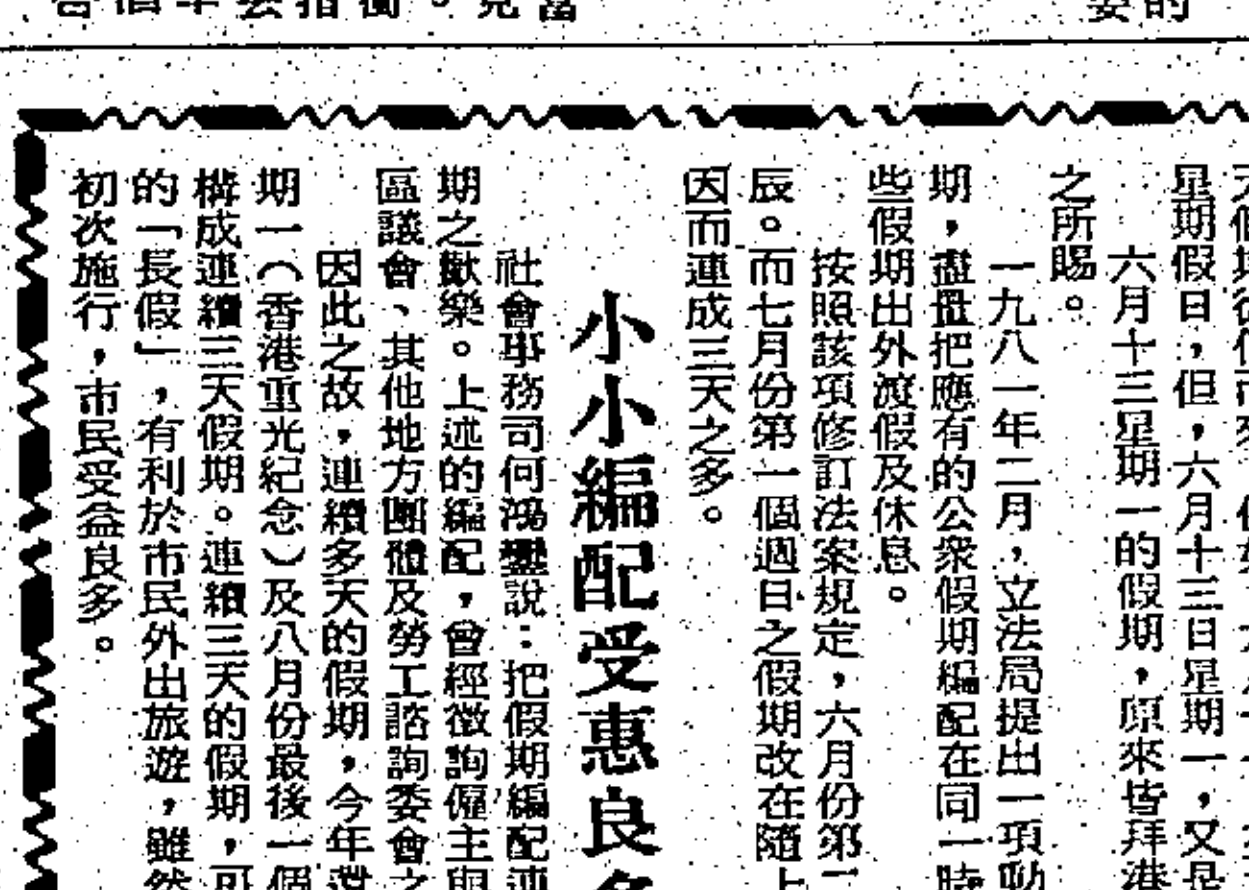 星期假日，但，六月十三日星期一，又是
六月十三星期一的假期，原來皆拜港
之所賜。
一九八一年二月，立法局提出一項動
期，盡量把應有的公衆假期編配在同一時
些假期出外渡假及休息。
按照該項修訂法案規定，六月份第二
辰。而七月份第一個週日之假期改在隨上
因而連成三天之多。
小小編配受惠良多
社會事務司何鴻鑾說：把假期編配連
期之歡樂。上述的編配，曾經徵詢僱主與
區議會、其他地方團體及勞工諮詢委會之
因此之故，連續多天的假期，今年還
期一（香港重光紀念）及八月份最後一個
構成連續三天假期。連續三天的假期，可
的「長假」，有利於市民外出旅遊，雖然
初次施行，市民受益良多。